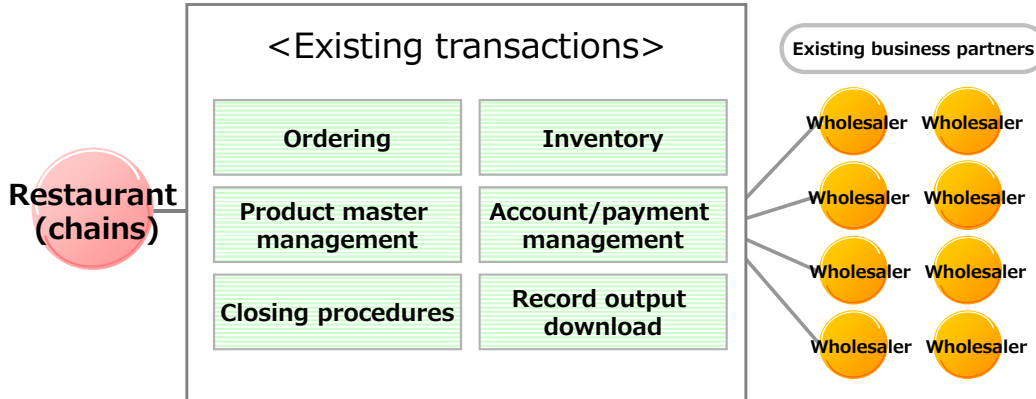 <Existing transactions>
Existing business partners
Restaurant
(chains)
Ordering
Inventory
Product master
management
Account/payment
management
Closing procedures
Record output
download
Wholesaler
Wholesaler
Wholesaler
Wholesaler
Wholesaler
Wholesaler
Wholesaler
Wholesaler